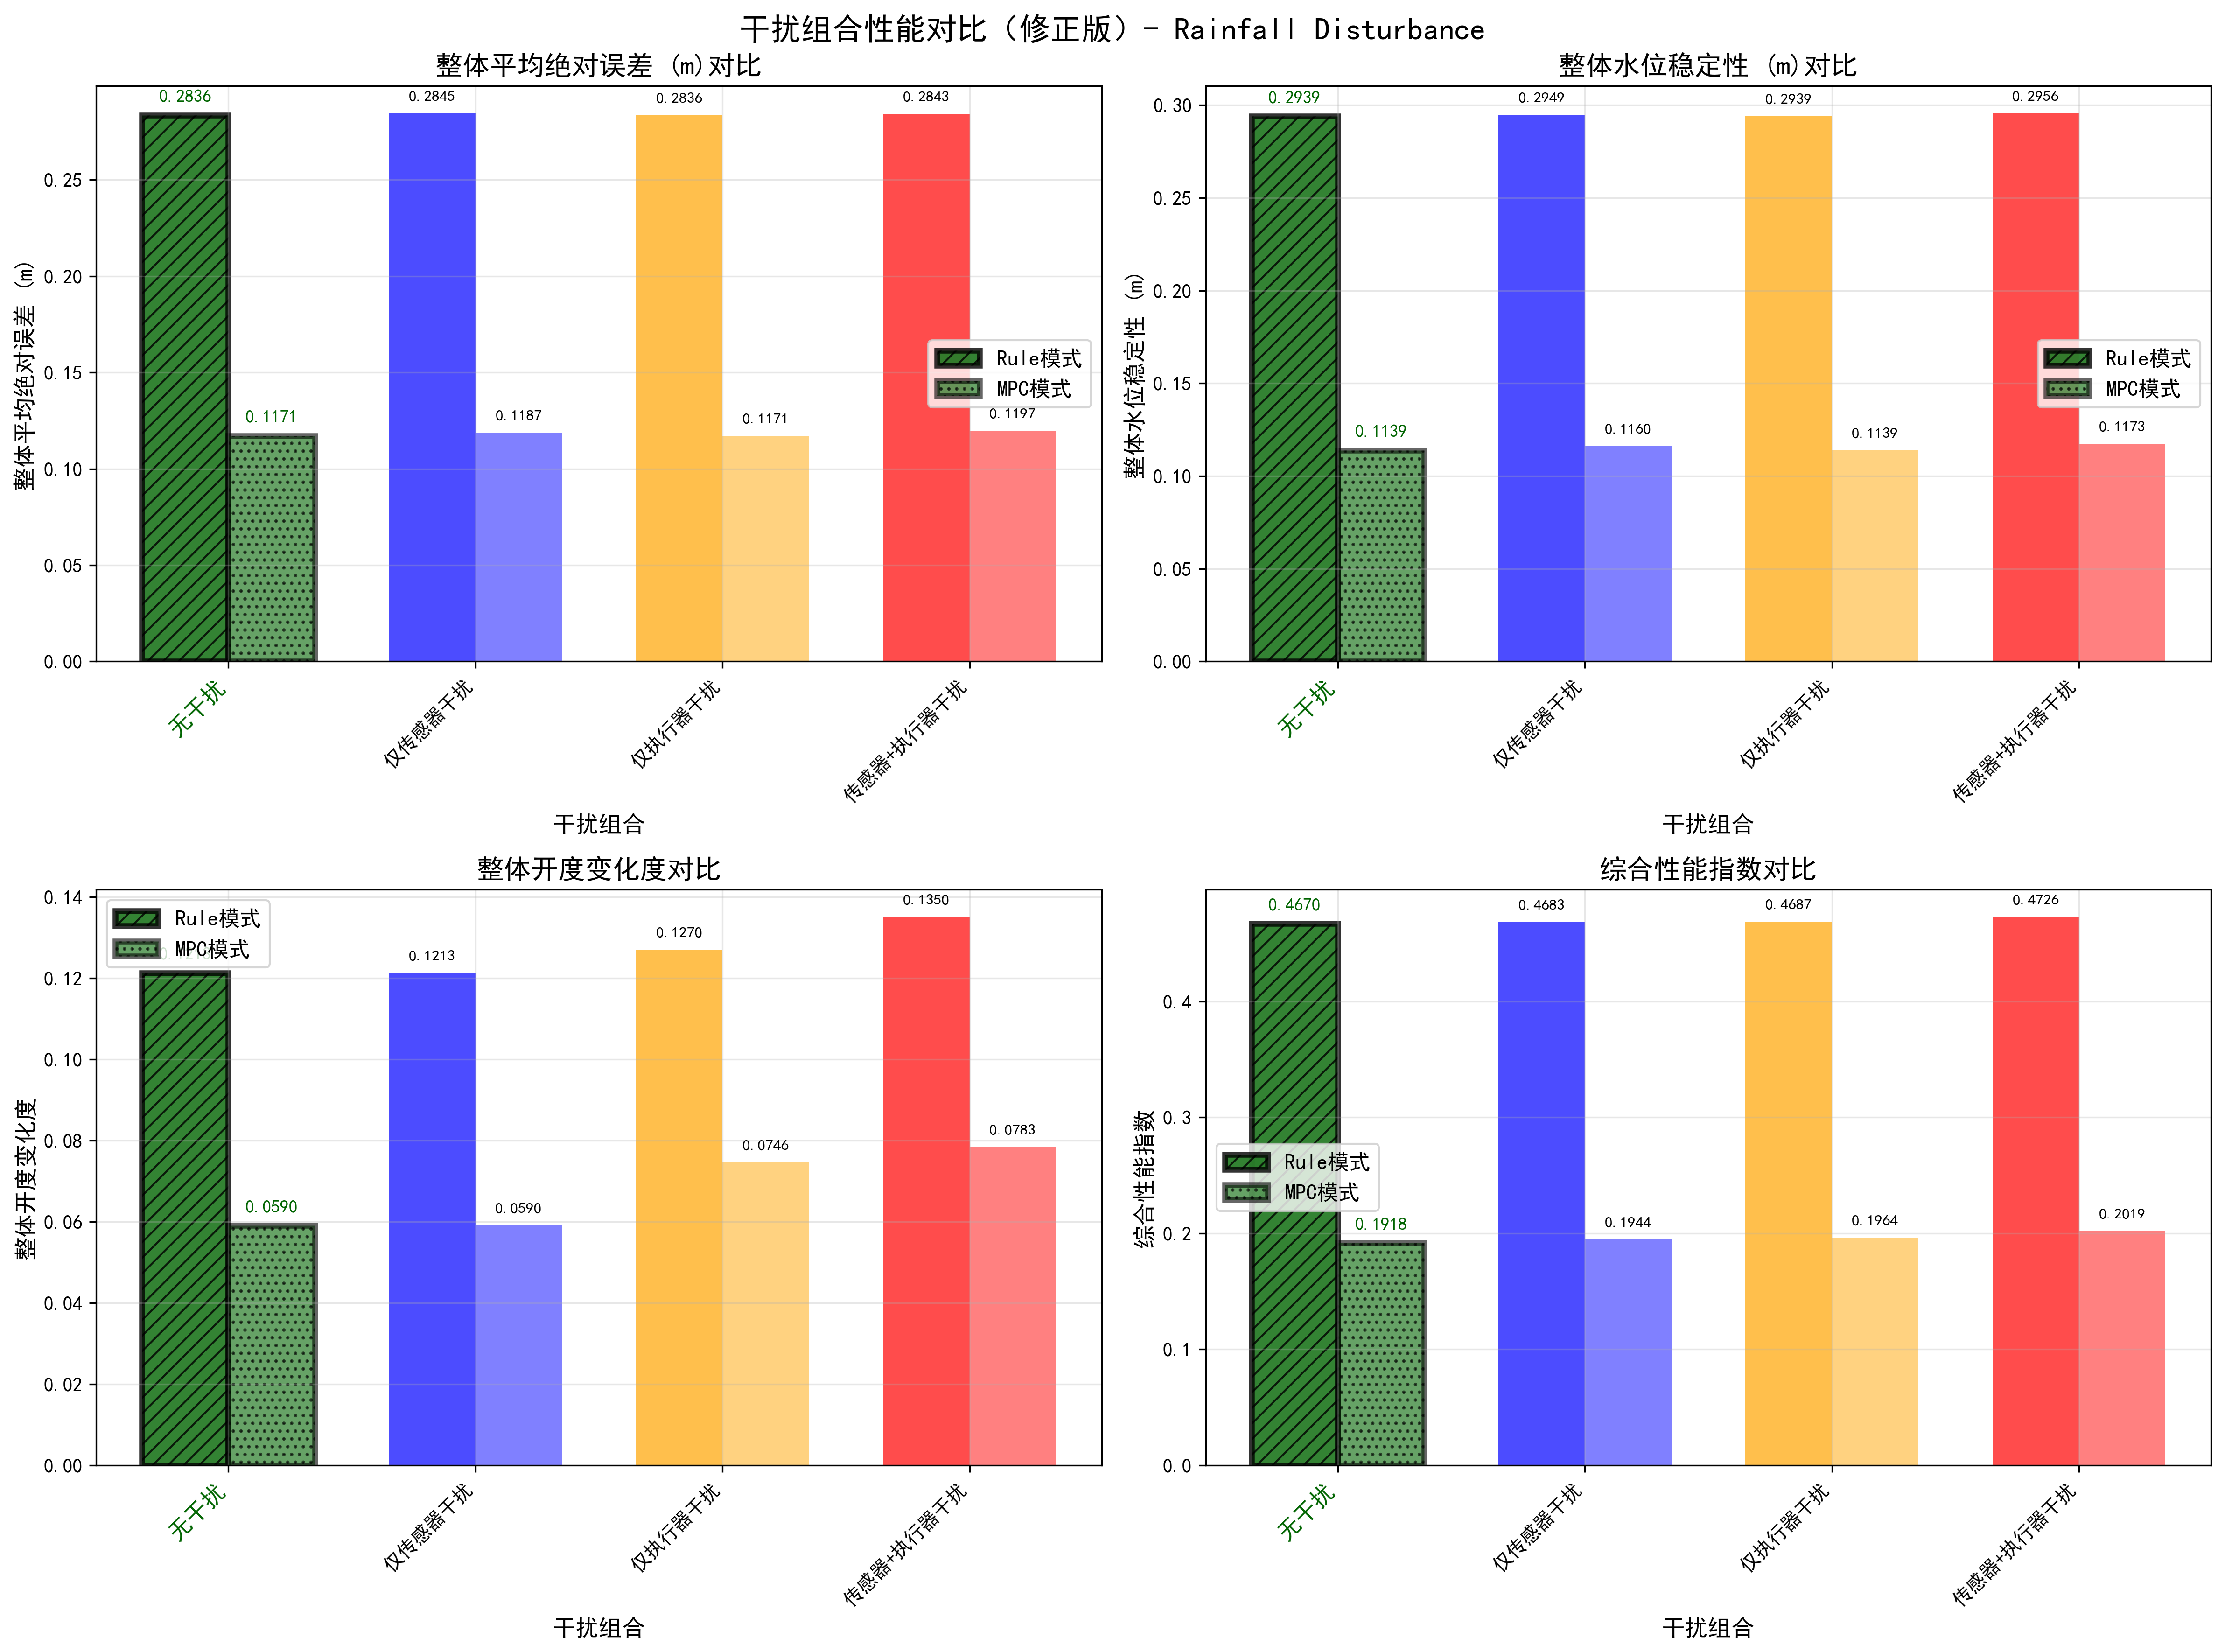 干扰组合性能对比（修正版）- Rainfall Disturbance
整体平均绝对误差 (m)对比
整体平均绝对误差 (m)
0.25
0.20
0.15
0.10
0.05
0.00
0.2836
0.1171
0.2845
0.1187
0.2836
0.1171
0.2843
0.1197
Rule模式
MPC模式
无干扰
仅传感器干扰
仅执行器干扰
传感器+执行器干扰
干扰组合
整体水位稳定性 (m)对比
整体水位稳定性 (m)
0.30
0.25
0.20
0.15
0.10
0.05
0.00
0.2939
0.1139
0.2949
0.1160
0.2939
0.1139
0.2956
0.1173
Rule模式
MPC模式
无干扰
仅传感器干扰
仅执行器干扰
传感器+执行器干扰
干扰组合
整体开度变化度对比
整体开度变化度
0.14
0.12
0.10
0.08
0.06
0.04
0.02
0.00
Rule模式
MPC模式
0.0590
0.1213
0.0590
0.1270
0.0746
0.1350
0.0783
无干扰
仅传感器干扰
仅执行器干扰
传感器+执行器干扰
干扰组合
综合性能指数对比
综合性能指数
0.4
0.3
0.2
0.1
0.0
0.4670
0.1918
0.4683
0.1944
0.4687
0.1964
0.4726
0.2019
Rule模式
MPC模式
无干扰
仅传感器干扰
仅执行器干扰
传感器+执行器干扰
干扰组合